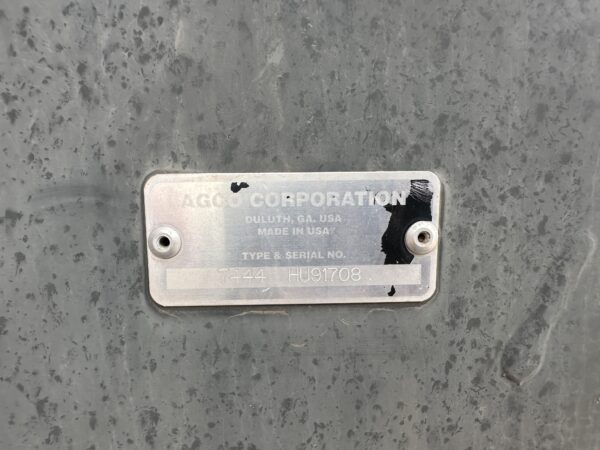 AGCO CORPORATION
DULUTH, GA. USA
MADE IN USA
TYPE & SERIAL NO.
HU91708